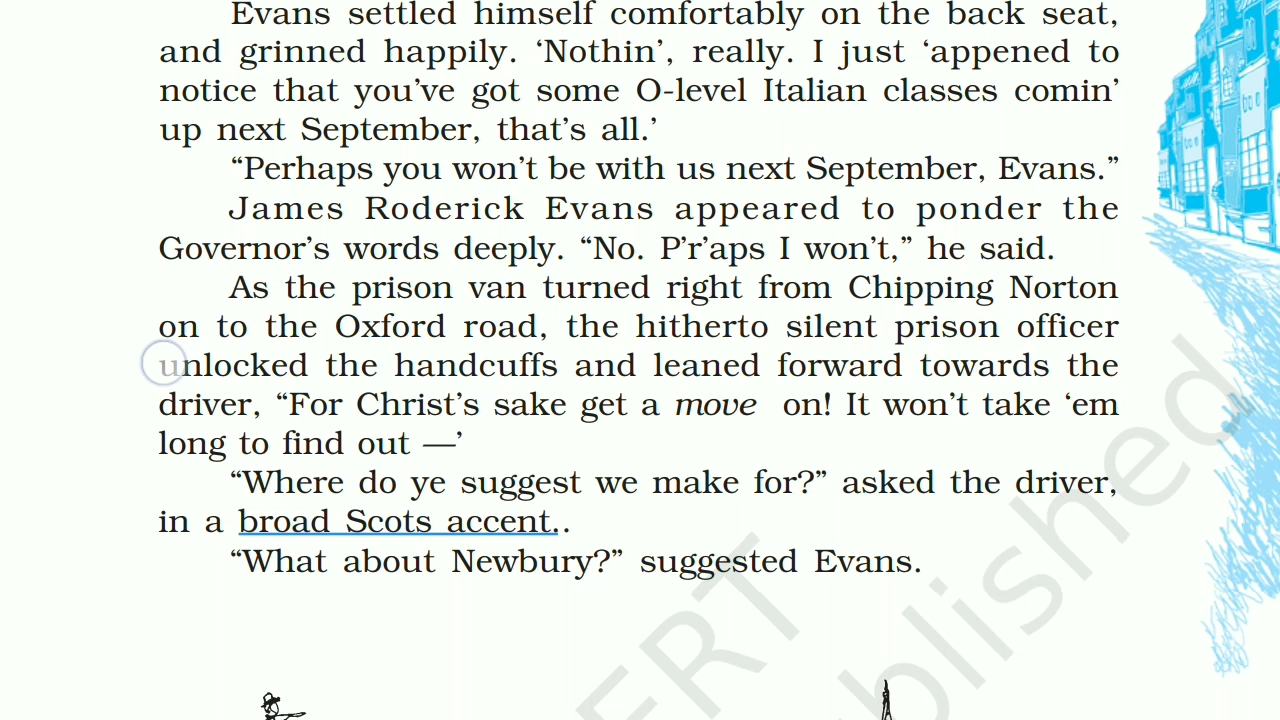 Evans settled himself comfortably on the back seat,
and grinned happily. ‘Nothin’, really. I just ‘appened to
notice that you’ve got some O-level Italian classes comin’
up next September, that’s all.’
“Perhaps you won’t be with us next September, Evans.”
James Roderick Evans appeared to ponder the
Governor’s words deeply. “No. P’r’aps I won’t,” he said.
As the prison van turned right from Chipping Norton
on to the Oxford road, the hitherto silent prison officer
unlocked the handcuffs and leaned forward towards the
driver, “For Christ’s sake get a move on! It won’t take ‘em
long to find out —’
“Where do ye suggest we make for?” asked the driver,
in a broad Scots accent..
“What about Newbury?” suggested Evans.
ERT
blished